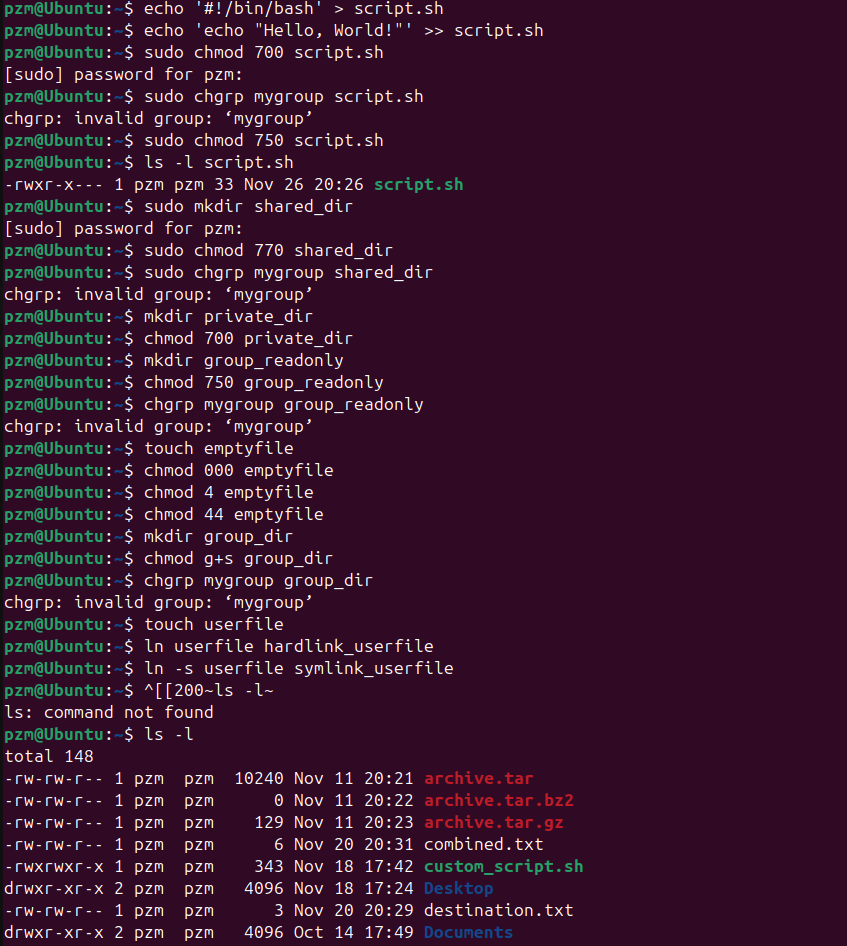 pzm@Ubuntu:~$ echo '#!/bin/bash' > script.sh
pzm@Ubuntu:~$ echo 'echo "Hello, World!"' >> script.sh
pzm@Ubuntu:~$ sudo chmod 700 script.sh
[sudo] password for pzm:
pzm@Ubuntu:~$ sudo chgrp mygroup script.sh
chgrp: invalid group: ‘mygroup’
pzm@Ubuntu:~$ sudo chmod 750 script.sh
pzm@Ubuntu:~$ ls -l script.sh
-rwxr-x--- 1 pzm pzm 33 Nov 26 20:26 script.sh
pzm@Ubuntu:~$ sudo mkdir shared_dir
[sudo] password for pzm:
pzm@Ubuntu:~$ sudo chmod 770 shared_dir
pzm@Ubuntu:~$ sudo chgrp mygroup shared_dir
chgrp: invalid group: ‘mygroup’
pzm@Ubuntu:~$ mkdir private_dir
pzm@Ubuntu:~$ chmod 700 private_dir
pzm@Ubuntu:~$ mkdir group_readonly
pzm@Ubuntu:~$ chmod 750 group_readonly
pzm@Ubuntu:~$ chgrp mygroup group_readonly
chgrp: invalid group: ‘mygroup’
pzm@Ubuntu:~$ touch emptyfile
pzm@Ubuntu:~$ chmod 000 emptyfile
pzm@Ubuntu:~$ chmod 4 emptyfile
pzm@Ubuntu:~$ chmod 44 emptyfile
pzm@Ubuntu:~$ mkdir group_dir
pzm@Ubuntu:~$ chmod g+s group_dir
pzm@Ubuntu:~$ chgrp mygroup group_dir
chgrp: invalid group: ‘mygroup’
pzm@Ubuntu:~$ touch userfile
pzm@Ubuntu:~$ ln userfile hardlink_userfile
pzm@Ubuntu:~$ ln -s userfile symlink_userfile
pzm@Ubuntu:~$ ^[[200~ls -l~
ls: command not found
pzm@Ubuntu:~$ ls -l
total 148
-rw-rw-r-- 1 pzm  pzm  10240 Nov 11 20:21 archive.tar
-rw-rw-r-- 1 pzm  pzm      0 Nov 11 20:22 archive.tar.bz2
-rw-rw-r-- 1 pzm  pzm    129 Nov 11 20:23 archive.tar.gz
-rw-rw-r-- 1 pzm  pzm      6 Nov 20 20:31 combined.txt
-rwxrwxr-x 1 pzm  pzm    343 Nov 18 17:42 custom_script.sh
drwxr-xr-x 2 pzm  pzm   4096 Nov 18 17:24 Desktop
-rw-rw-r-- 1 pzm  pzm      3 Nov 20 20:29 destination.txt
drwxr-xr-x 2 pzm  pzm   4096 Oct 14 17:49 Documents